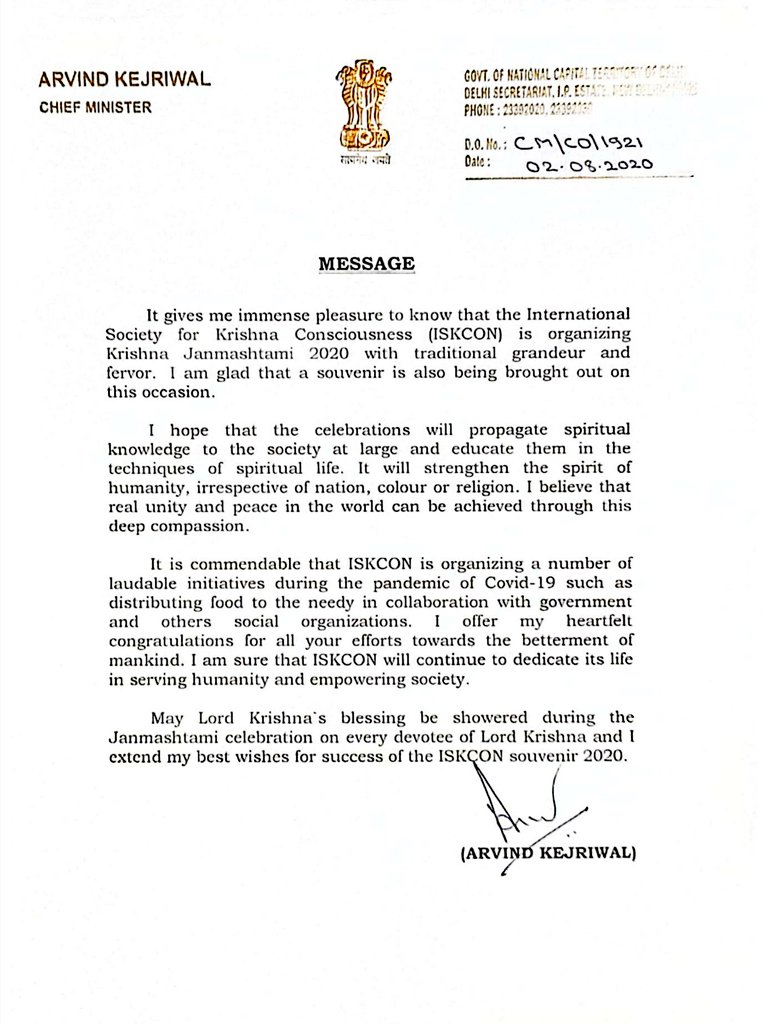 ARVIND KEJRIWAL
CHIEF MINISTER
सत्यमेव जयते
GOVT. OF NATIONAL CAPITAL TERRITORY OF DELHI
DELHI SECRETARIAT, I.P. ESTATE, NEW DELHI
PHONE : 23392020, 23392030
D.O. No. : CM\CO\1921
Date : 02.08.2020
MESSAGE
It gives me immense pleasure to know that the International
Society for Krishna Consciousness (ISKCON) is organizing
Krishna Janmashtami 2020 with traditional grandeur and
fervor. I am glad that a souvenir is also being brought out on
this occasion.
I hope that the celebrations will propagate spiritual
knowledge to the society at large and educate them in the
techniques of spiritual life. It will strengthen the spirit of
humanity, irrespective of nation, colour or religion. I believe that
real unity and peace in the world can be achieved through this
deep compassion.
It is commendable that ISKCON is organizing a number of
laudable initiatives during the pandemic of Covid-19 such as
distributing food to the needy in collaboration with government
and others social organizations. I offer my heartfelt
congratulations for all your efforts towards the betterment of
mankind. I am sure that ISKCON will continue to dedicate its life
in serving humanity and empowering society.
May Lord Krishna`s blessing be showered during the
Janmashtami celebration on every devotee of Lord Krishna and I
extend my best wishes for success of the ISKCON souvenir 2020.
(ARVIND KEJRIWAL)